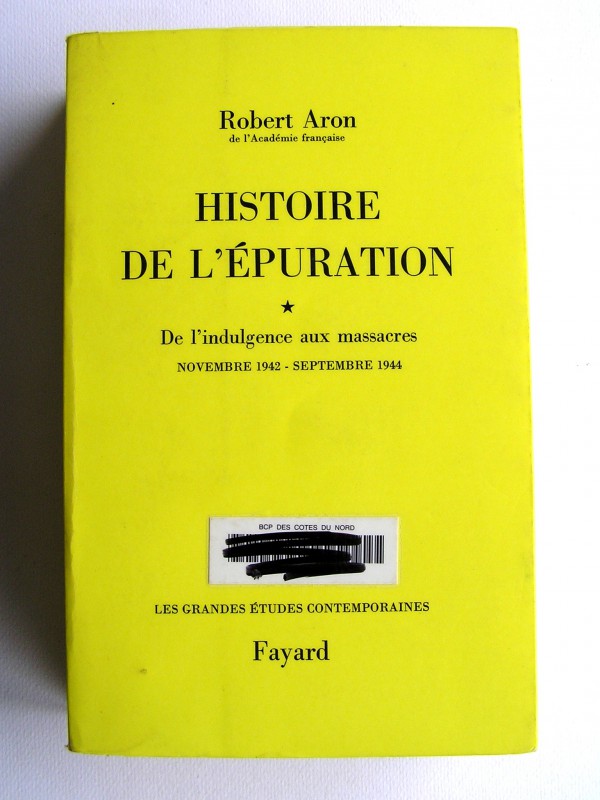 Robert Aron
de l'Académie française
HISTOIRE
DE L'ÉPURATION
★
De l'indulgence aux massacres
NOVEMBRE 1942 - SEPTEMBRE 1944
BCP DES COTES DU NORD
LES GRANDES ÉTUDES CONTEMPORAINES
Fayard